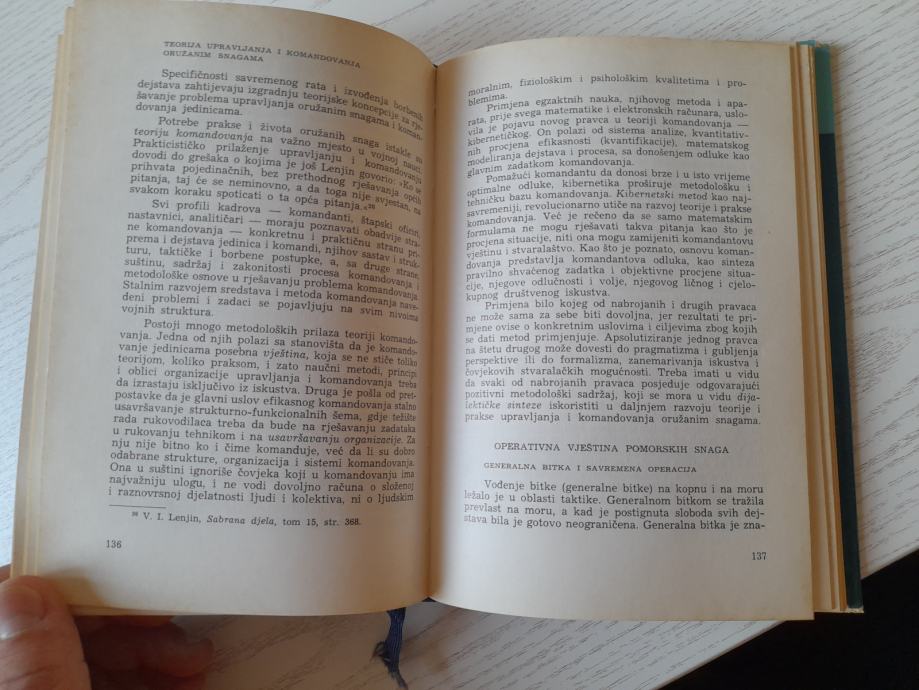 TEORIJA UPRAVLJANJA I KOMANDOVANJA
ORUŽANIM SNAGAMA
Specifičnosti savremenog rata i izvođenja borbenih
dejstava zahtijevaju izgradnju teorijske koncepcije za rje-
šavanje problema upravljanja oružanim snagama i koman-
dovanja jedinicama.
Potrebe prakse i života oružanih snaga istakle su
teoriju komandovanja na važno mjesto u vojnoj nauci.
Prakticističko prilaženje upravljanju i komandovanju
dovodi do grešaka o kojima je još Lenjin govorio: »Ko se
prihvata pojedinačnih, bez prethodnog rješavanja općih
pitanja, taj će se neminovno, a da toga nije svjestan, na
svakom koraku spoticati o ta opća pitanja.«³⁸
Svi profili kadrova — komandanti, štapski oficiri,
nastavnici, analitičari — moraju poznavati obadvije stra-
ne komandovanja — konkretnu i praktičnu stranu pri-
prema i dejstava jedinica i komandi, njihov sastav i struk-
turu, taktičke i borbene postupke, a, sa druge strane,
suštinu, sadržaj i zakonitosti procesa komandovanja i
metodološke osnove u rješavanju problema komandovanja.
Stalnim razvojem sredstava i metoda komandovanja nave-
deni problemi i zadaci se pojavljuju na svim nivoima
vojnih struktura.
Postoji mnogo metodoloških prilaza teoriji komando-
vanja. Jedna od njih polazi sa stanovišta da je komando-
vanje jedinicama posebna vještina, koja se ne stiče toliko
teorijom, koliko praksom, i zato naučni metodi, principi
i oblici organizacije upravljanja i komandovanja treba
da izrastaju isključivo iz iskustva. Druga je pošla od pret-
postavke da je glavni uslov efikasnog komandovanja stalno
usavršavanje strukturno-funkcionalnih šema, gdje težište
rada rukovodilaca treba da bude na rješavanju zadataka
u rukovanju tehnikom i na usavršavanju organizacije. Za
nju nije bitno ko i čime komanduje, već da li su dobro
odabrane strukture, organizacija i sistemi komandovanja.
Ona u suštini ignoriše čovjeka koji u komandovanju ima
najvažniju ulogu, i ne vodi dovoljno računa o složenoj
i raznovrsnoj djelatnosti ljudi i kolektiva, ni o ljudskim
³⁸ V. I. Lenjin, Sabrana djela, tom 15, str. 368.
136
moralnim, fiziološkim i psihološkim kvalitetima i pro-
blemima.
Primjena egzaktnih nauka, njihovog metoda i apa-
rata, prije svega matematike i elektronskih računara, uslo-
vila je pojavu novog pravca u teoriji komandovanja —
kibernetičkog. On polazi od sistema analize, kvantitativ-
nih procjena efikasnosti (kvantifikacije), matematskog
modeliranja dejstava i procesa, sa donošenjem odluke kao
glavnim zadatkom komandovanja.
Pomažući komandantu da donosi brze i u isto vrijeme
optimalne odluke, kibernetika proširuje metodološku i
tehničku bazu komandovanja. Kibernetski metod kao naj-
savremeniji, revolucionarno utiče na razvoj teorije i prakse
komandovanja. Već je rečeno da se samo matematskim
formulama ne mogu rješavati takva pitanja kao što je
procjena situacije, niti ona mogu zamijeniti komandantovu
vještinu i stvaralaštvo. Kao što je poznato, osnovu koman-
dovanja predstavlja komandantova odluka, kao sinteza
pravilno shvaćenog zadatka i objektivne procjene situa-
cije, njegove odlučnosti i volje, njegovog ličnog i cjelo-
kupnog društvenog iskustva.
Primjena bilo kojeg od nabrojanih i drugih pravaca
ne može sama za sebe biti dovoljna, jer rezultati te pri-
mjene ovise o konkretnim uslovima i ciljevima zbog kojih
se dati metod primjenjuje. Apsolutiziranje jednog pravca
na štetu drugog može dovesti do pragmatizma i gubljenja
perspektive ili do formalizma, zanemarivanja iskustva i
čovjekovih stvaralačkih mogućnosti. Treba imati u vidu
da svaki od nabrojanih pravaca posjeduje odgovarajući
pozitivni metodološki sadržaj, koji se mora u vidu dija-
lektičke sinteze iskoristiti u daljnjem razvoju teorije i
prakse upravljanja i komandovanja oružanim snagama.
OPERATIVNA VJEŠTINA POMORSKIH SNAGA
GENERALNA BITKA I SAVREMENA OPERACIJA
Vođenje bitke (generalne bitke) na kopnu i na moru
ležalo je u oblasti taktike. Generalnom bitkom se tražila
prevlast na moru, a kad je postignuta sloboda svih dej-
stava bila je gotovo neograničena. Generalna bitka je zna-
137